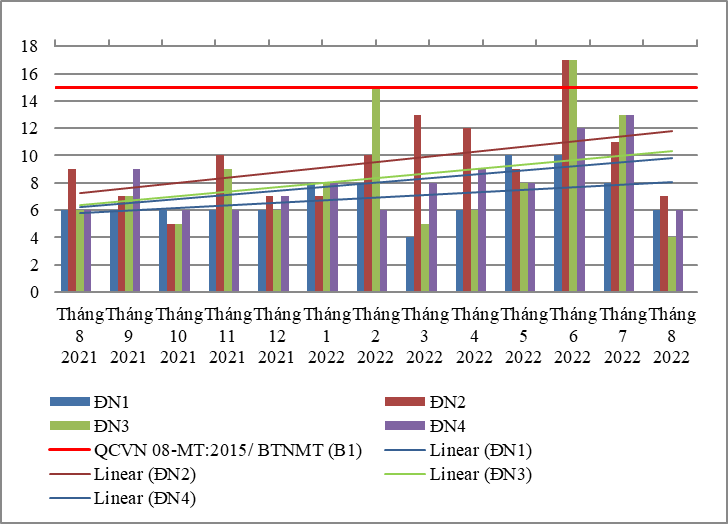 18
16
14
12
10
8
6
4
2
0
Tháng 8 2021
Tháng 9 2021
Tháng 10 2021
Tháng 11 2021
Tháng 12 2021
Tháng 1 2022
Tháng 2 2022
Tháng 3 2022
Tháng 4 2022
Tháng 5 2022
Tháng 6 2022
Tháng 7 2022
Tháng 8 2022
ĐN1
ĐN2
ĐN3
ĐN4
QCVN 08-MT:2015/ BTNMT (B1)
Linear (ĐN1)
Linear (ĐN2)
Linear (ĐN3)
Linear (ĐN4)